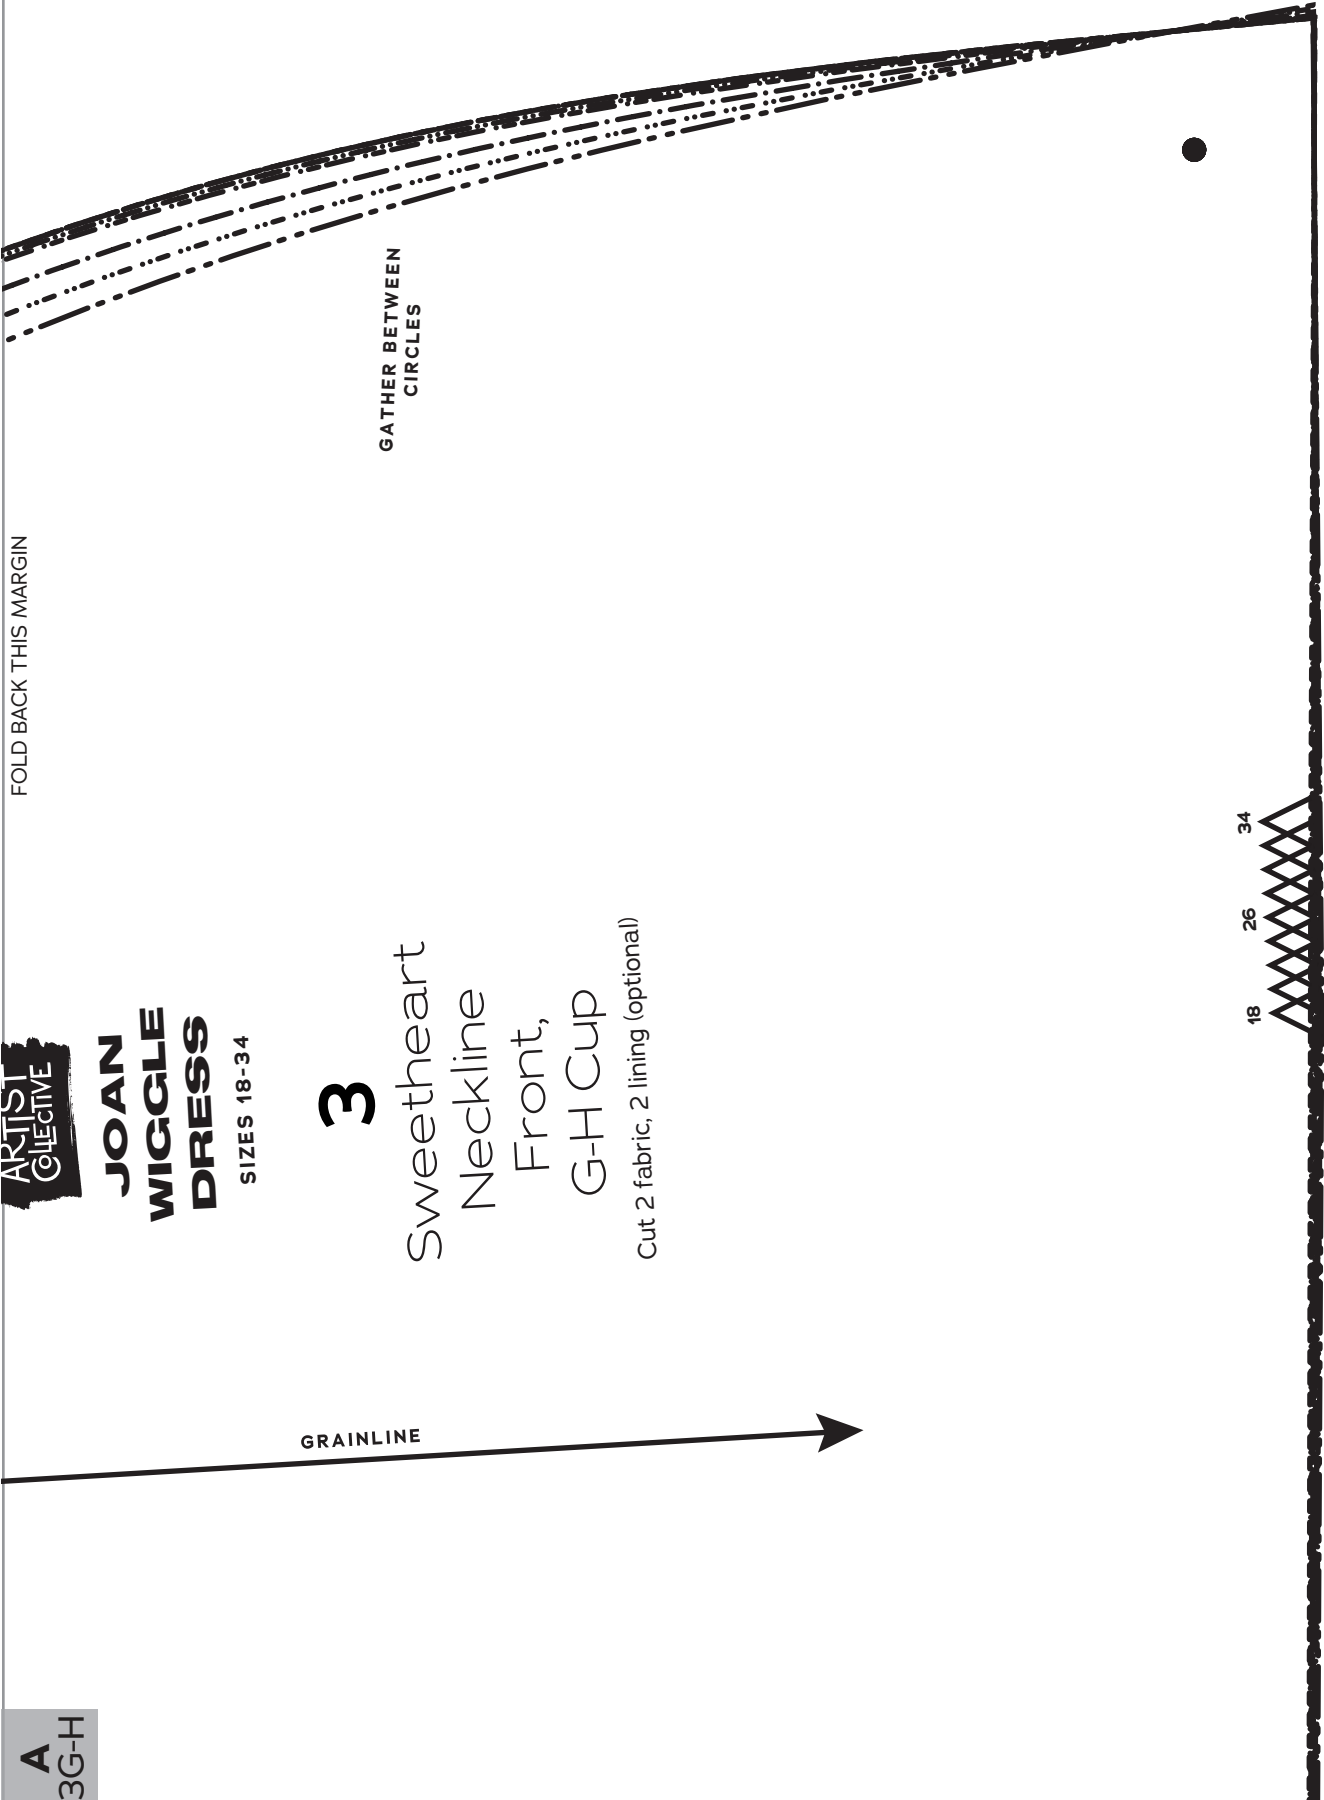 FOLD BACK THIS MARGIN
ARTIST
COLLECTIVE
JOAN
WIGGLE
DRESS
SIZES 18-34
3
Sweetheart
Neckline
Front,
G-H Cup
Cut 2 fabric, 2 lining (optional)
GATHER BETWEEN
CIRCLES
GRAINLINE
34
26
18
A
3G-H